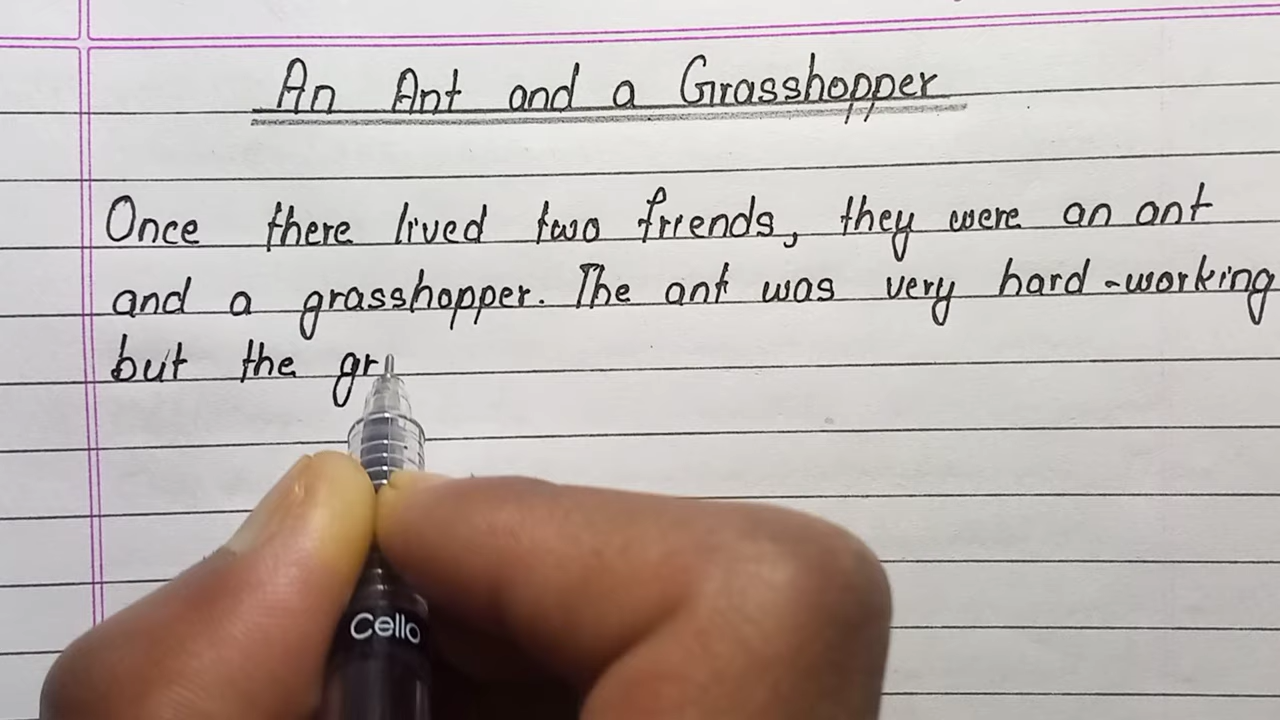 An Ant and a Grasshopper
Once there lived two friends, they were an ant
and a grasshopper. The ant was very hard-working
but the gr
Cello